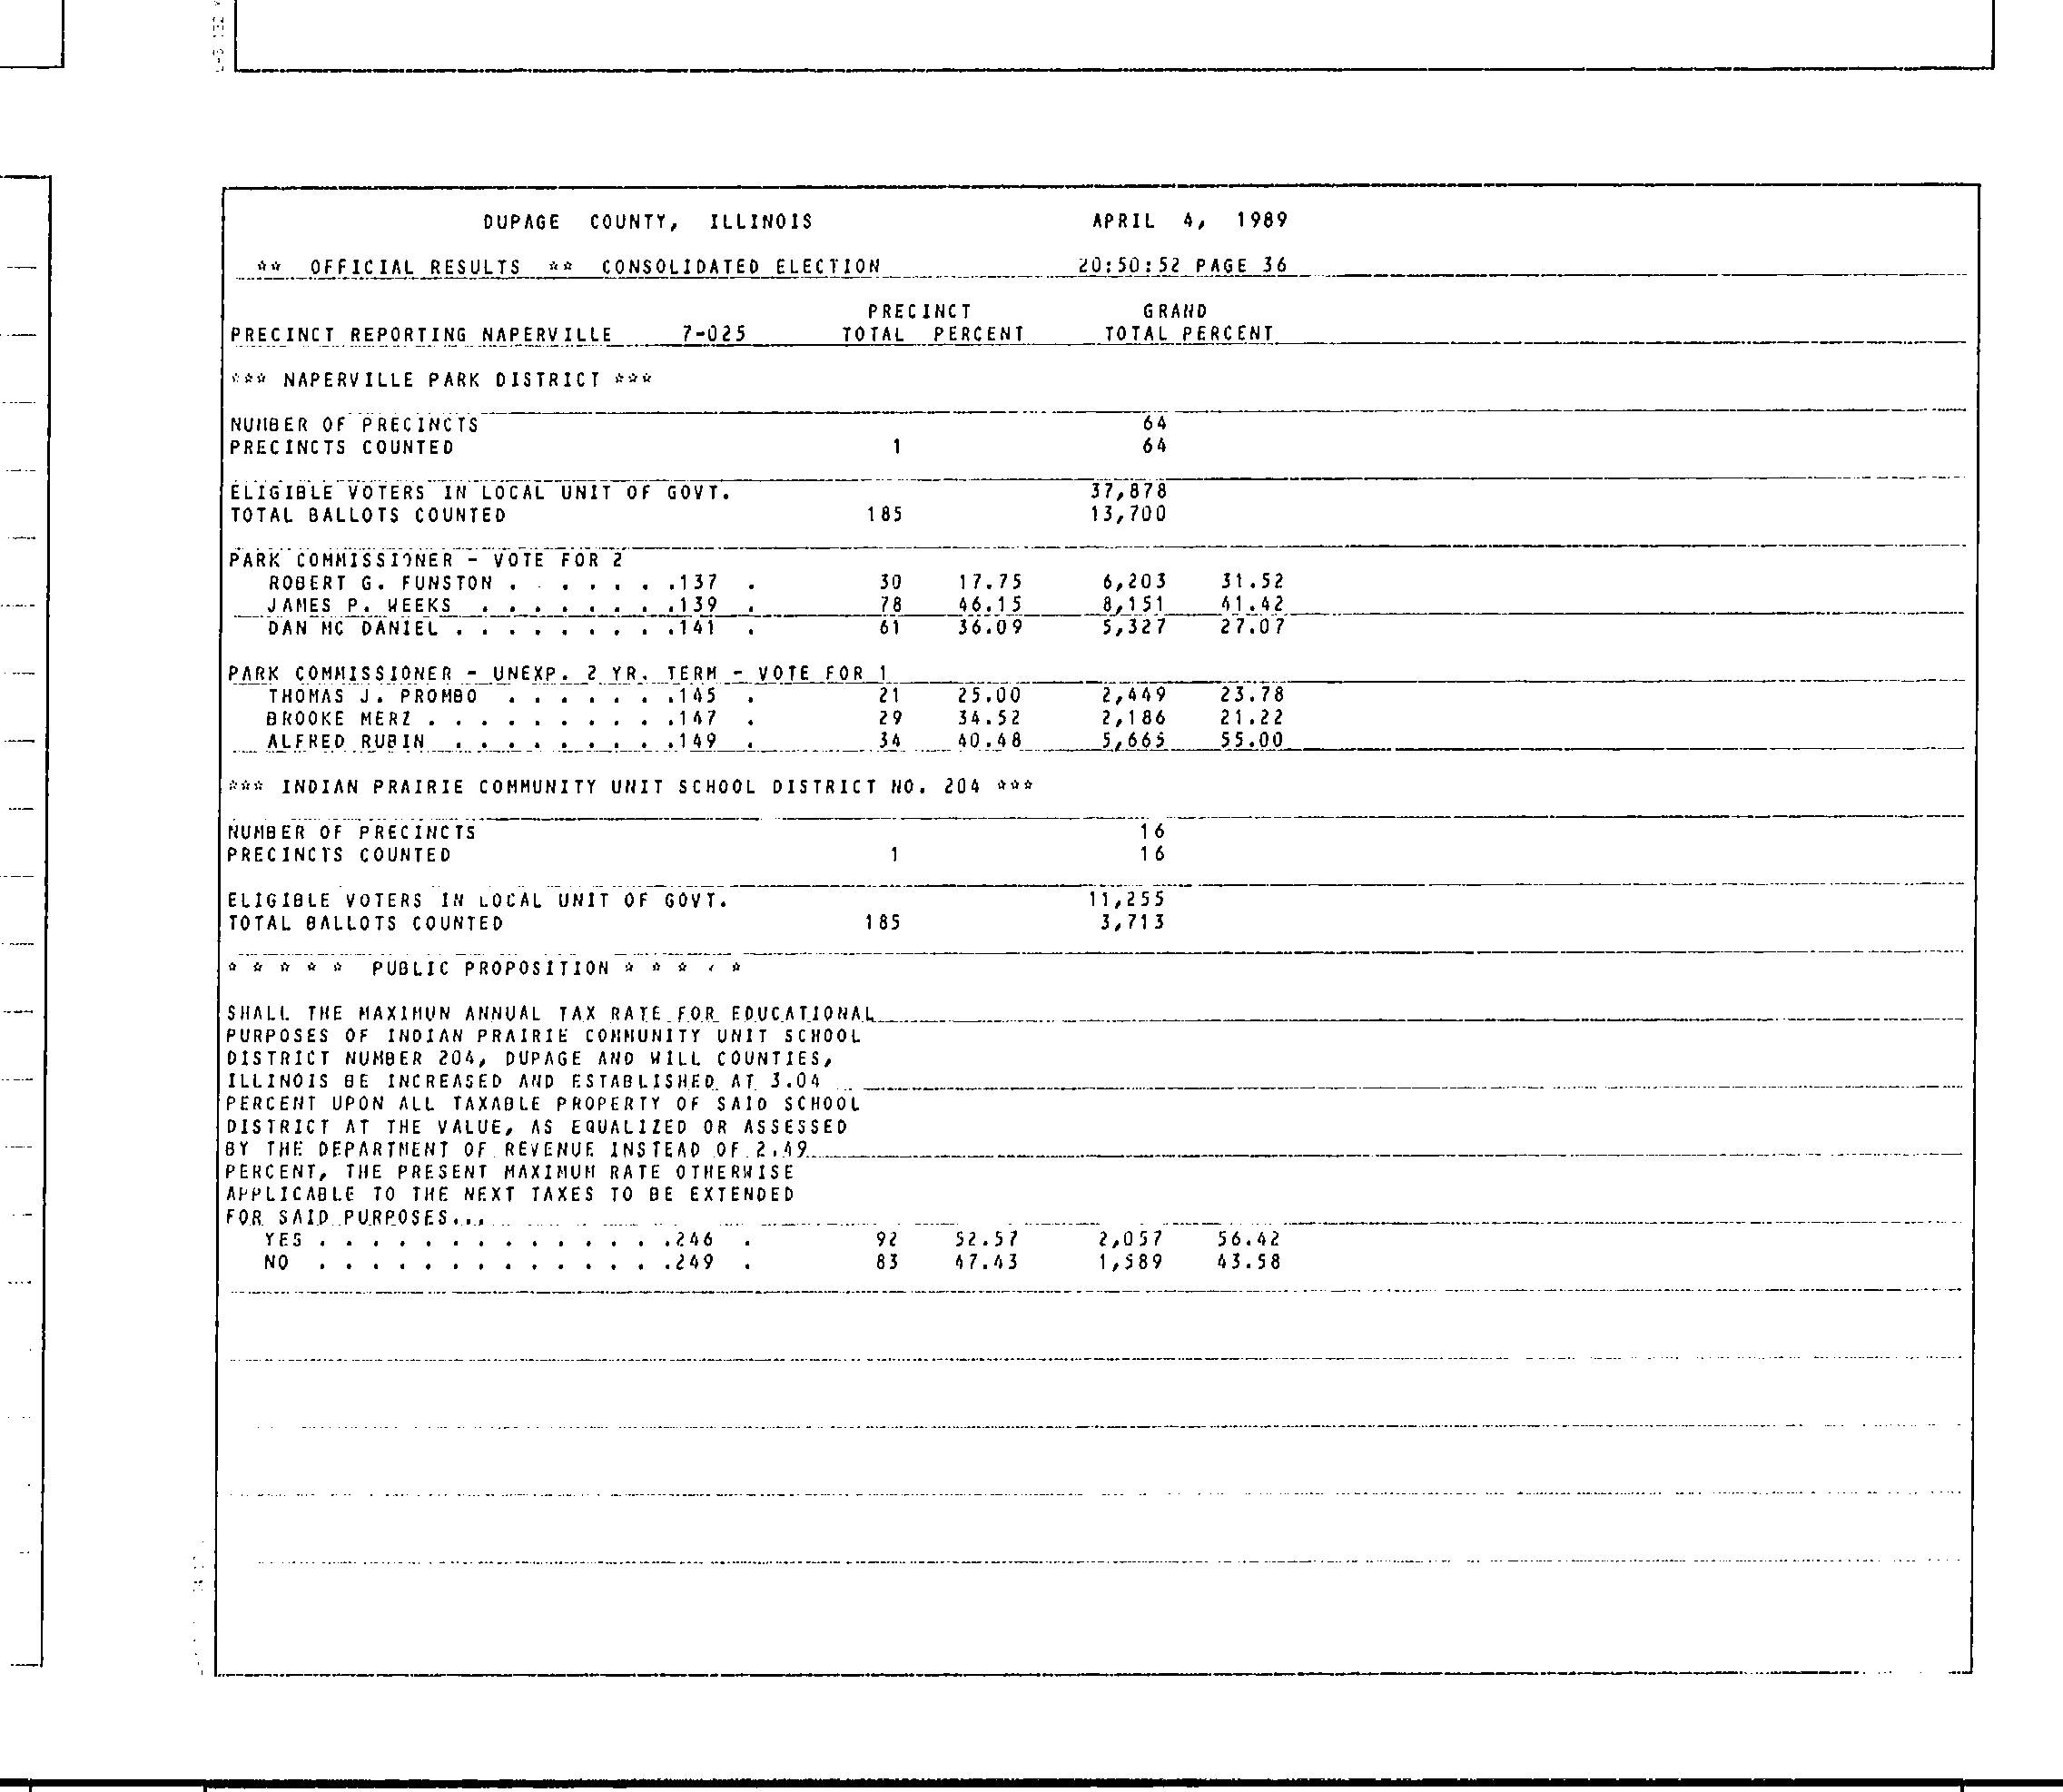 DUPAGE COUNTY, ILLINOIS APRIL 4, 1989
** OFFICIAL RESULTS ** CONSOLIDATED ELECTION 20:50:52 PAGE 36
PRECINCT GRAND
PRECINCT REPORTING NAPERVILLE 7-025 TOTAL PERCENT TOTAL PERCENT
*** NAPERVILLE PARK DISTRICT ***
NUMBER OF PRECINCTS 64
PRECINCTS COUNTED 1 64
ELIGIBLE VOTERS IN LOCAL UNIT OF GOVT. 37,878
TOTAL BALLOTS COUNTED 185 13,700
PARK COMMISSIONER - VOTE FOR 2
ROBERT G. FUNSTON . . . . . . .137 . 30 17.75 6,203 31.52
JAMES P. WEEKS . . . . . . . .139 . 78 46.15 8,151 41.42
DAN MC DANIEL . . . . . . . . .141 . 61 36.09 5,327 27.07
PARK COMMISSIONER - UNEXP. 2 YR. TERM - VOTE FOR 1
THOMAS J. PROMBO . . . . . . .145 . 21 25.00 2,449 23.78
BROOKE MERZ . . . . . . . . . .147 . 29 34.52 2,186 21.22
ALFRED RUBIN . . . . . . . . .149 . 34 40.48 5,665 55.00
*** INDIAN PRAIRIE COMMUNITY UNIT SCHOOL DISTRICT NO. 204 ***
NUMBER OF PRECINCTS 16
PRECINCTS COUNTED 1 16
ELIGIBLE VOTERS IN LOCAL UNIT OF GOVT. 11,255
TOTAL BALLOTS COUNTED 185 3,713
* * * * * PUBLIC PROPOSITION * * * * *
SHALL THE MAXIMUN ANNUAL TAX RATE FOR EDUCATIONAL
PURPOSES OF INDIAN PRAIRIE COMMUNITY UNIT SCHOOL
DISTRICT NUMBER 204, DUPAGE AND WILL COUNTIES,
ILLINOIS BE INCREASED AND ESTABLISHED AT 3.04
PERCENT UPON ALL TAXABLE PROPERTY OF SAID SCHOOL
DISTRICT AT THE VALUE, AS EQUALIZED OR ASSESSED
BY THE DEPARTMENT OF REVENUE INSTEAD OF 2.49
PERCENT, THE PRESENT MAXIMUM RATE OTHERWISE
APPLICABLE TO THE NEXT TAXES TO BE EXTENDED
FOR SAID PURPOSES...
YES . . . . . . . . . . . . . .246 . 92 52.57 2,057 56.42
NO . . . . . . . . . . . . . .249 . 83 47.43 1,589 43.58